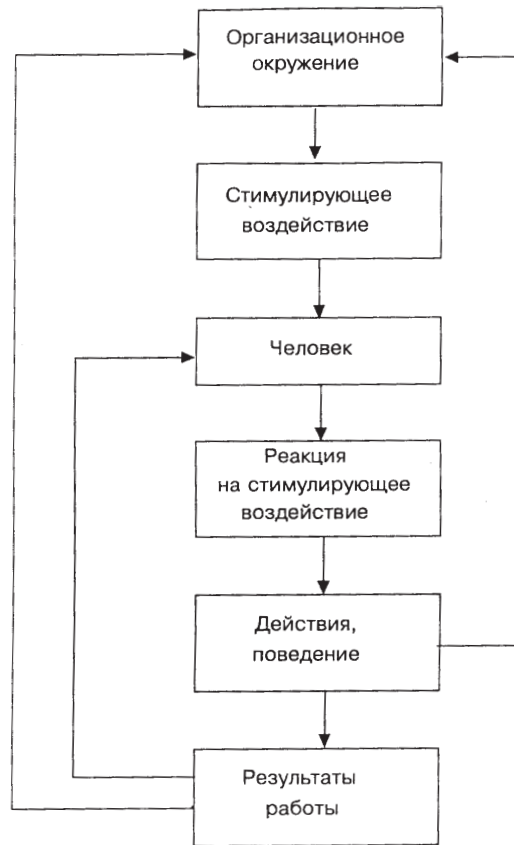 Организационное
окружение
Стимулирующее
воздействие
Человек
Реакция
на стимулирующее
воздействие
Действия,
поведение
Результаты
работы